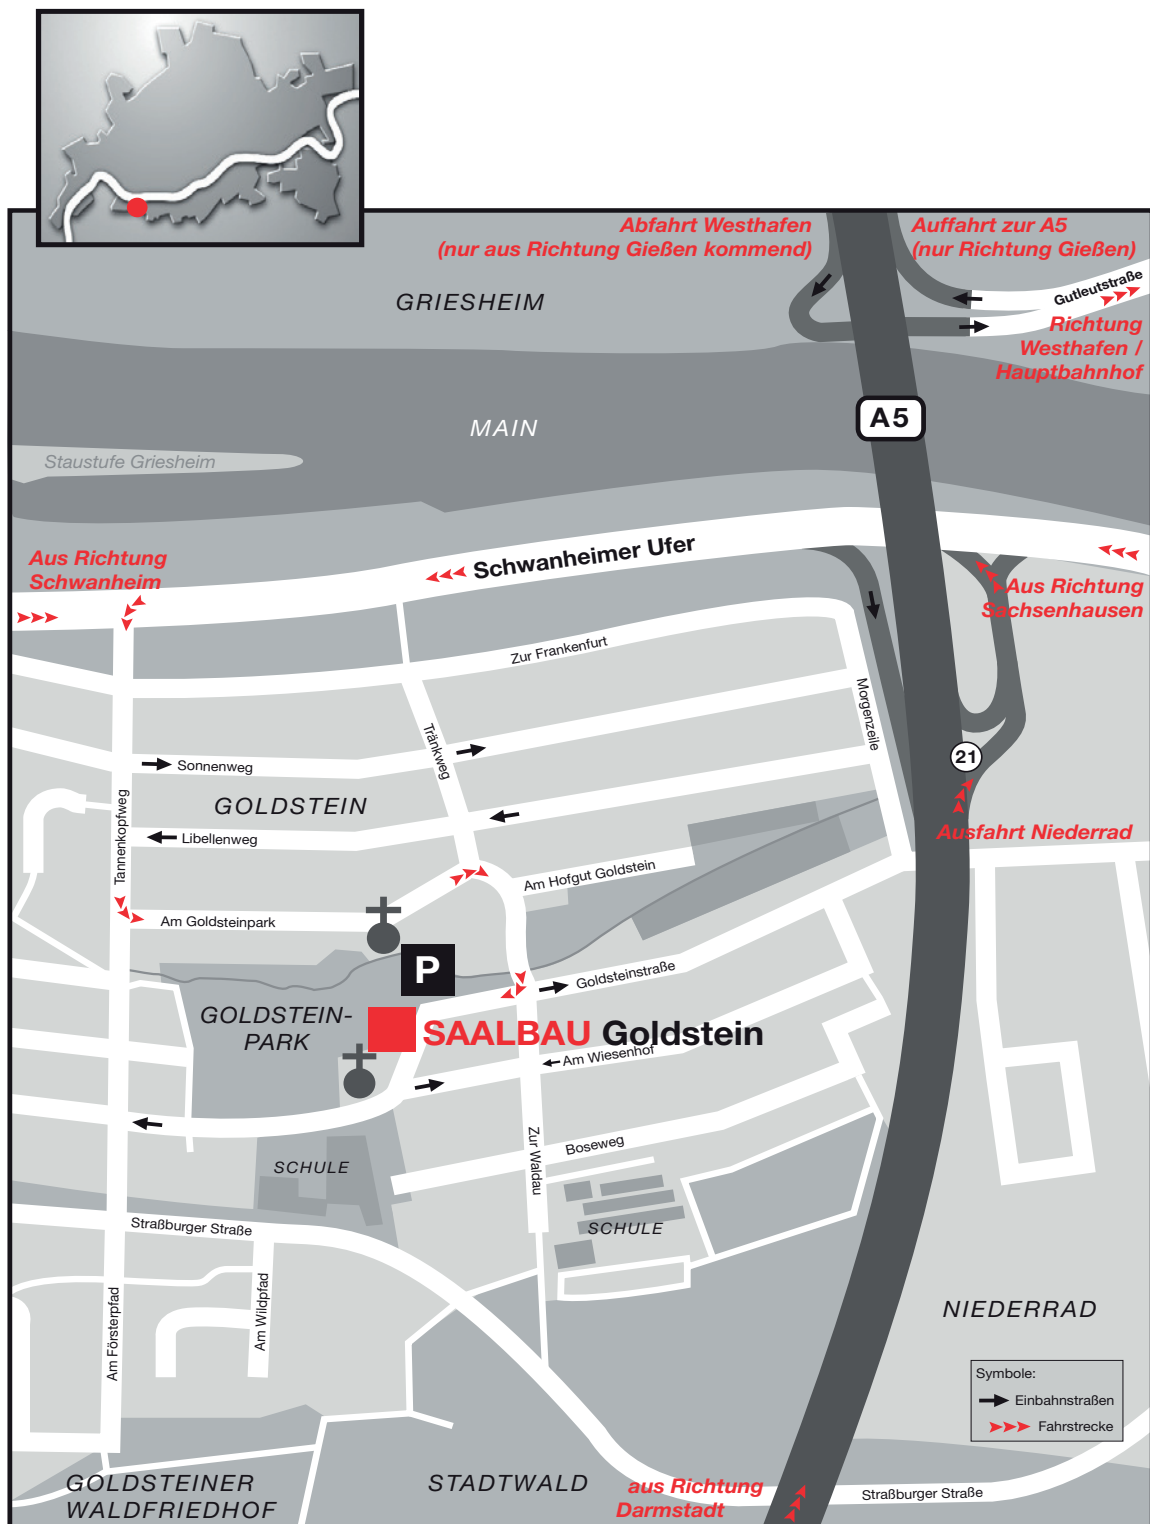 Abfahrt Westhafen
(nur aus Richtung Gießen kommend)
Auffahrt zur A5
(nur Richtung Gießen)
Gutleutstraße
GRIESHEIM
Richtung
Westhafen /
Hauptbahnhof
A5
MAIN
Staustufe Griesheim
Aus Richtung
Schwanheim
Schwanheimer Ufer
Aus Richtung
Sachsenhausen
Zur Frankenfurt
Morgenzeile
Tränkweg
21
Sonnenweg
GOLDSTEIN
Tannenkopfweg
Libellenweg
Ausfahrt Niederrad
Am Hofgut Goldstein
Am Goldsteinpark
P
Goldsteinstraße
GOLDSTEIN-
PARK
SAALBAU Goldstein
Am Wiesenhof
Zur Waldau
Boseweg
SCHULE
SCHULE
Straßburger Straße
Am Försterpfad
Am Wildpfad
NIEDERRAD
Symbole:
Einbahnstraßen
Fahrstrecke
GOLDSTEINER
WALDFRIEDHOF
STADTWALD
aus Richtung
Darmstadt
Straßburger Straße